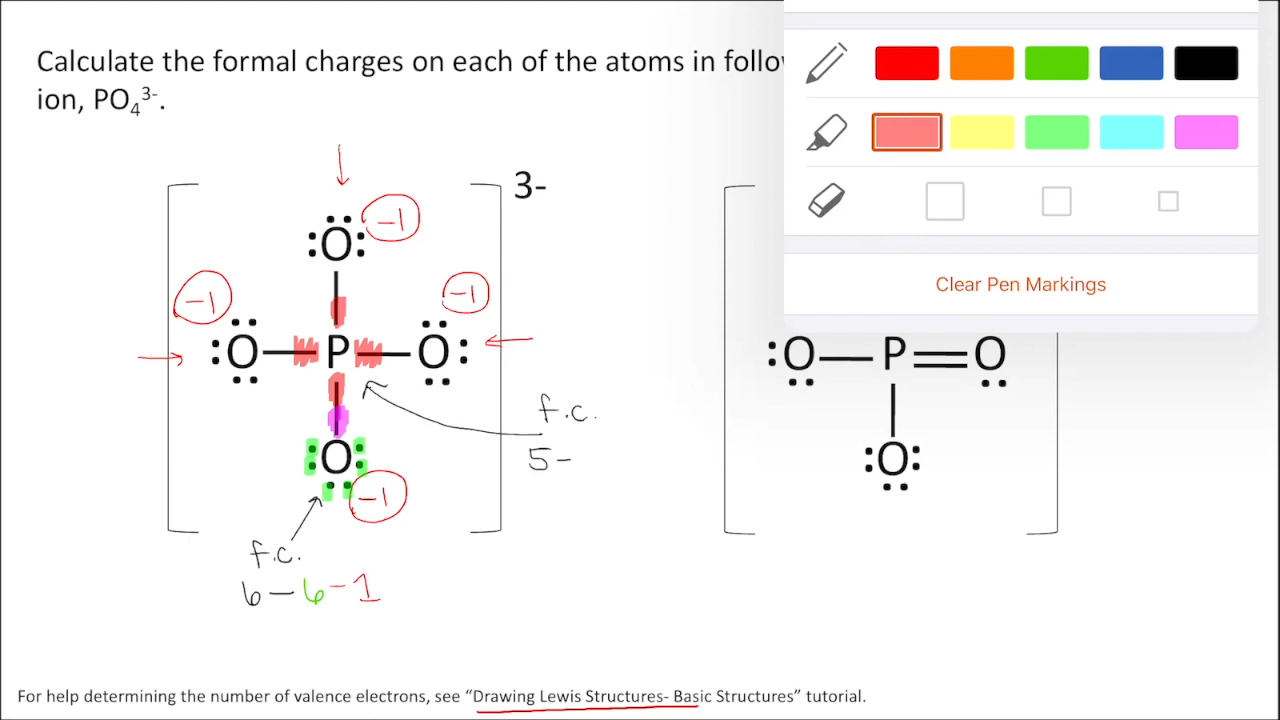 Calculate the formal charges on each of the atoms in follow
ion, PO₄³⁻.
Clear Pen Markings
3-
O
-1
-1
-1
O
P
O
O
-1
f.c.
5 -
f.c.
6 - 6 - 1
O
P
O
O
For help determining the number of valence electrons, see “Drawing Lewis Structures- Basic Structures” tutorial.